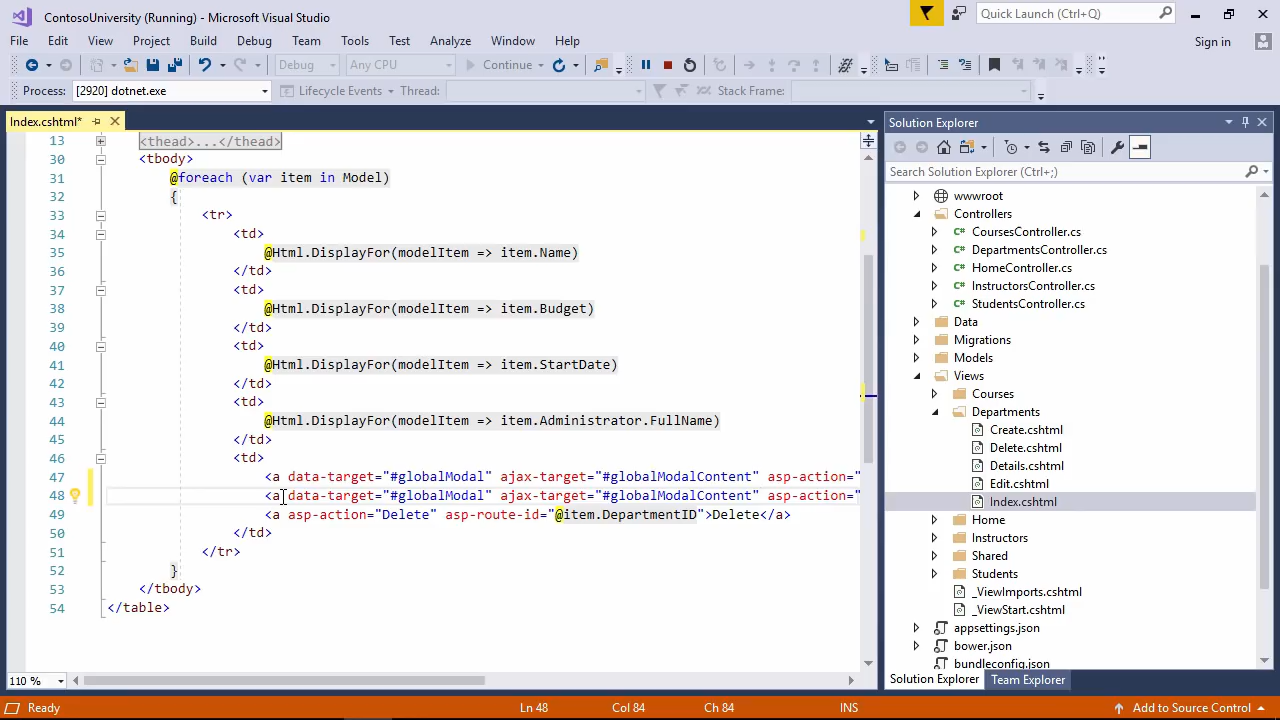 ContosoUniversity (Running) - Microsoft Visual Studio
Quick Launch (Ctrl+Q)
File Edit View Project Build Debug Team Tools Test Analyze Window Help
Sign in
Debug Any CPU Continue
Process: [2920] dotnet.exe Lifecycle Events Thread: Stack Frame:
Index.cshtml*
Solution Explorer
Search Solution Explorer (Ctrl+;)
13 <thead>...</thead>
30 <tbody>
31 @foreach (var item in Model)
32 {
33 <tr>
34 <td>
35 @Html.DisplayFor(modelItem => item.Name)
36 </td>
37 <td>
38 @Html.DisplayFor(modelItem => item.Budget)
39 </td>
40 <td>
41 @Html.DisplayFor(modelItem => item.StartDate)
42 </td>
43 <td>
44 @Html.DisplayFor(modelItem => item.Administrator.FullName)
45 </td>
46 <td>
47 <a data-target="#globalModal" ajax-target="#globalModalContent" asp-action="
48 <a data-target="#globalModal" ajax-target="#globalModalContent" asp-action="
49 <a asp-action="Delete" asp-route-id="@item.DepartmentID">Delete</a>
50 </td>
51 </tr>
52 }
53 </tbody>
54 </table>
110 %
wwwroot
Controllers
CoursesController.cs
DepartmentsController.cs
HomeController.cs
InstructorsController.cs
StudentsController.cs
Data
Migrations
Models
Views
Courses
Departments
Create.cshtml
Delete.cshtml
Details.cshtml
Edit.cshtml
Index.cshtml
Home
Instructors
Shared
Students
_ViewImports.cshtml
_ViewStart.cshtml
appsettings.json
bower.json
bundleconfig.json
Solution Explorer Team Explorer
Ready Ln 48 Col 84 Ch 84 INS Add to Source Control